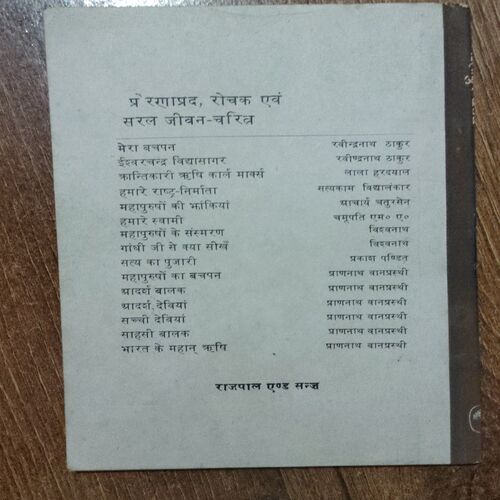 प्रेरणाप्रद, रोचक एवं
सरल जीवन-चरित्र
मेरा बचपन रवीन्द्रनाथ ठाकुर
ईश्वरचन्द्र विद्यासागर रवीन्द्रनाथ ठाकुर
क्रान्तिकारी ऋषि कार्ल मार्क्स लाला हरदयाल
हमारे राष्ट्र-निर्माता सत्यकाम विद्यालंकार
महापुरुषों की झांकियां आचार्य चतुरसेन
हमारे स्वामी चमूपति एम० ए०
महापुरुषों के संस्मरण विश्वनाथ
गांधी जी से क्या सीखें विश्वनाथ
सत्य का पुजारी प्रकाश पण्डित
महापुरुषों का बचपन प्राणनाथ वानप्रस्थी
आदर्श बालक प्राणनाथ वानप्रस्थी
आदर्श देवियां प्राणनाथ वानप्रस्थी
सच्ची देवियां प्राणनाथ वानप्रस्थी
साहसी बालक प्राणनाथ वानप्रस्थी
भारत के महान् ऋषि प्राणनाथ वानप्रस्थी
राजपाल एण्ड सन्ज़